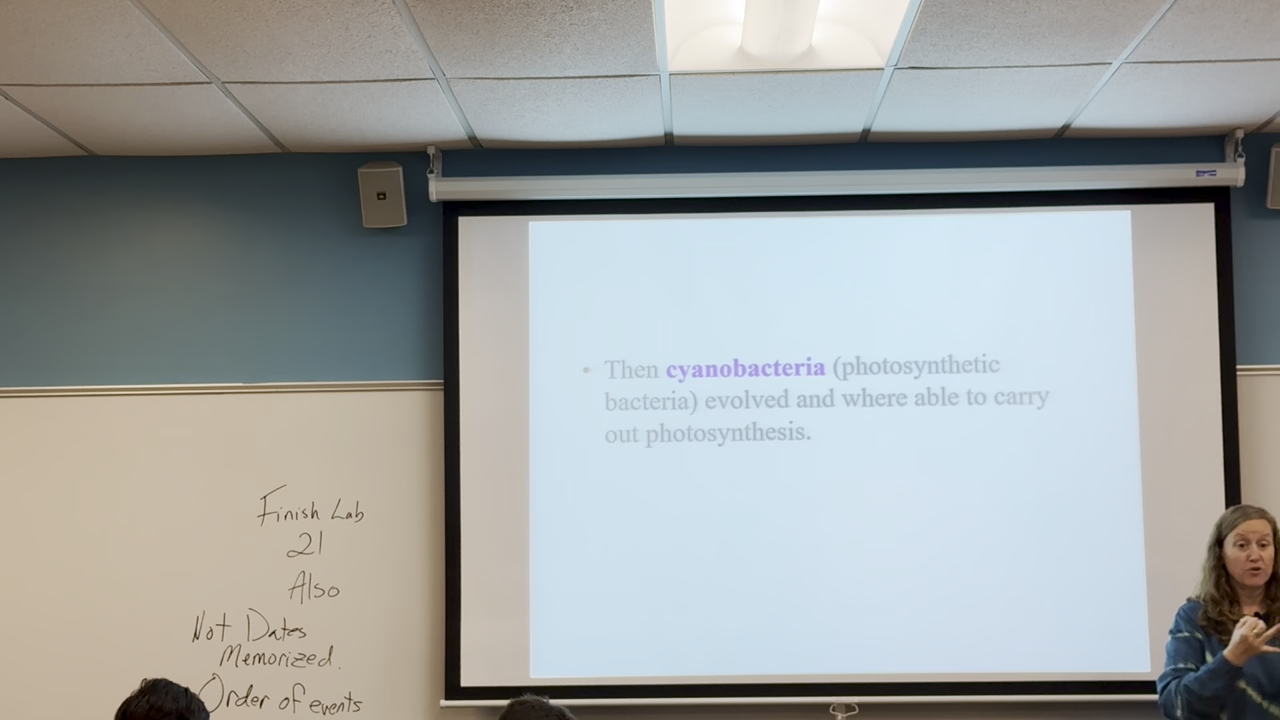 • Then cyanobacteria (photosynthetic
bacteria) evolved and where able to carry
out photosynthesis.
Finish Lab
21
Also
Not Dates
Memorized.
Order of events